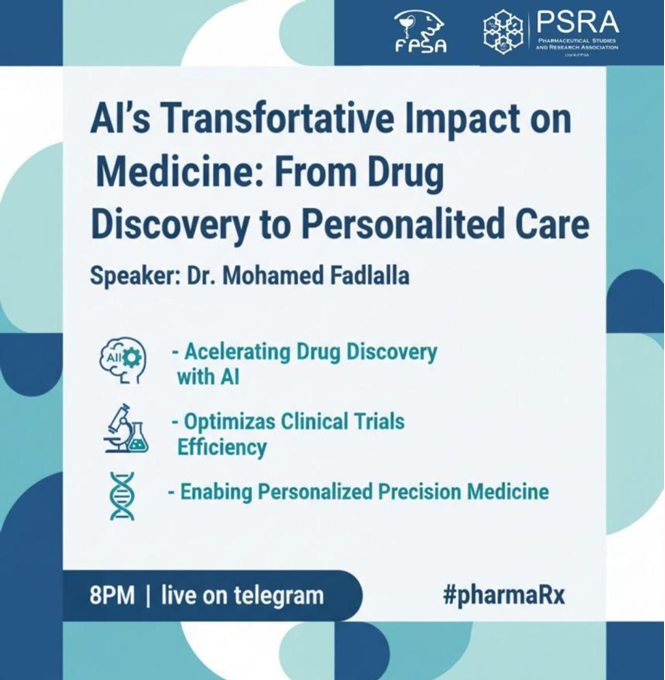 FPSA
PSRA
PHARMACEUTICAL STUDIES
AND RESEARCH ASSOCIATION
AI's Transfortative Impact on
Medicine: From Drug
Discovery to Personalited Care
Speaker: Dr. Mohamed Fadlalla
AII
- Acelerating Drug Discovery
with AI
- Optimizas Clinical Trials
Efficiency
- Enabing Personalized Precision Medicine
8PM | live on telegram
#pharmaRx